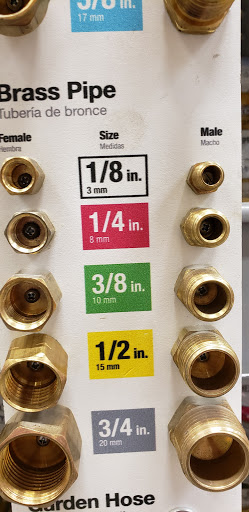 5/8 in.
17 mm
Brass Pipe
Tubería de bronce
Female
Hembra
Size
Medidas
Male
Macho
1/8 in.
3 mm
1/4 in.
8 mm
3/8 in.
10 mm
1/2 in.
15 mm
3/4 in.
20 mm
Garden Hose